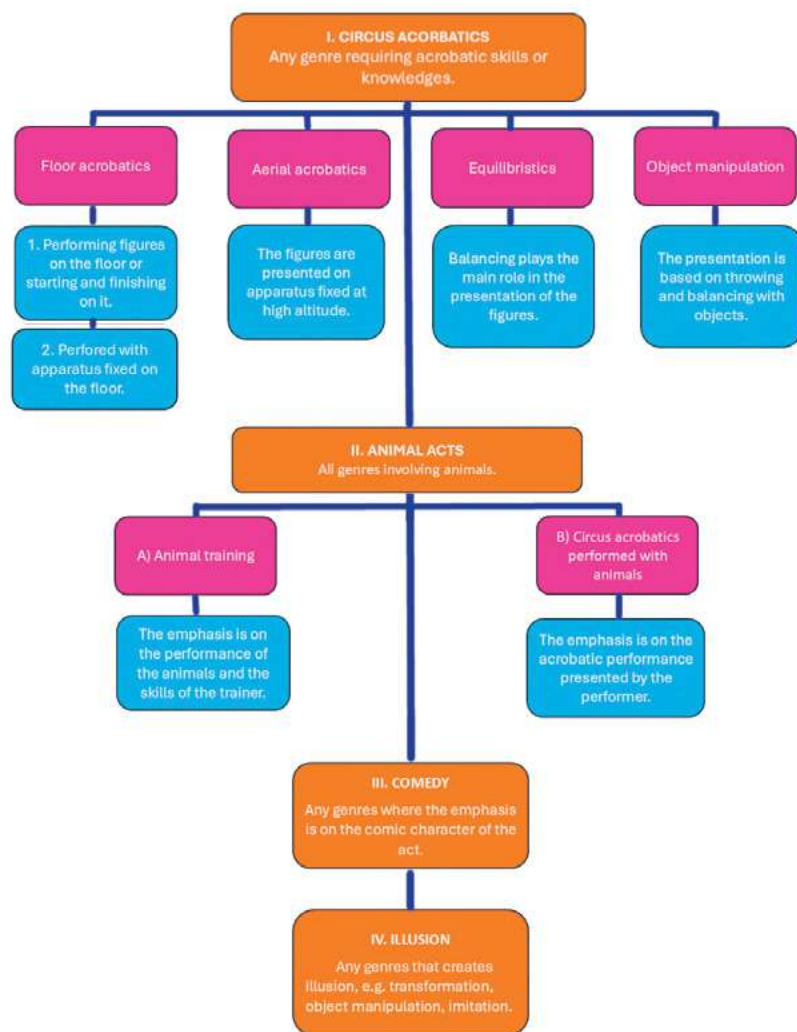 I. CIRCUS ACORBATICS
Any genre requiring acrobatic skills or
knowledges.
Floor acrobatics
Aerial acrobatics
Equilibristics
Object manipulation
1. Performing figures
on the floor or
starting and finishing
on it.
The figures are
presented on
apparatus fixed at
high altitude.
Balancing plays the
main role in the
presentation of the
figures.
The presentation is
based on throwing
and balancing with
objects.
2. Perfored with
apparatus fixed on
the floor.
II. ANIMAL ACTS
All genres involving animals.
A) Animal training
B) Circus acrobatics
performed with
animals
The emphasis is on
the performance of
the animals and the
skills of the trainer.
The emphasis is on the
acrobatic performance
presented by the
performer.
III. COMEDY
Any genres where the emphasis
is on the comic character of the
act.
IV. ILLUSION
Any genres that creates
illusion, e.g. transformation,
object manipulation, imitation.